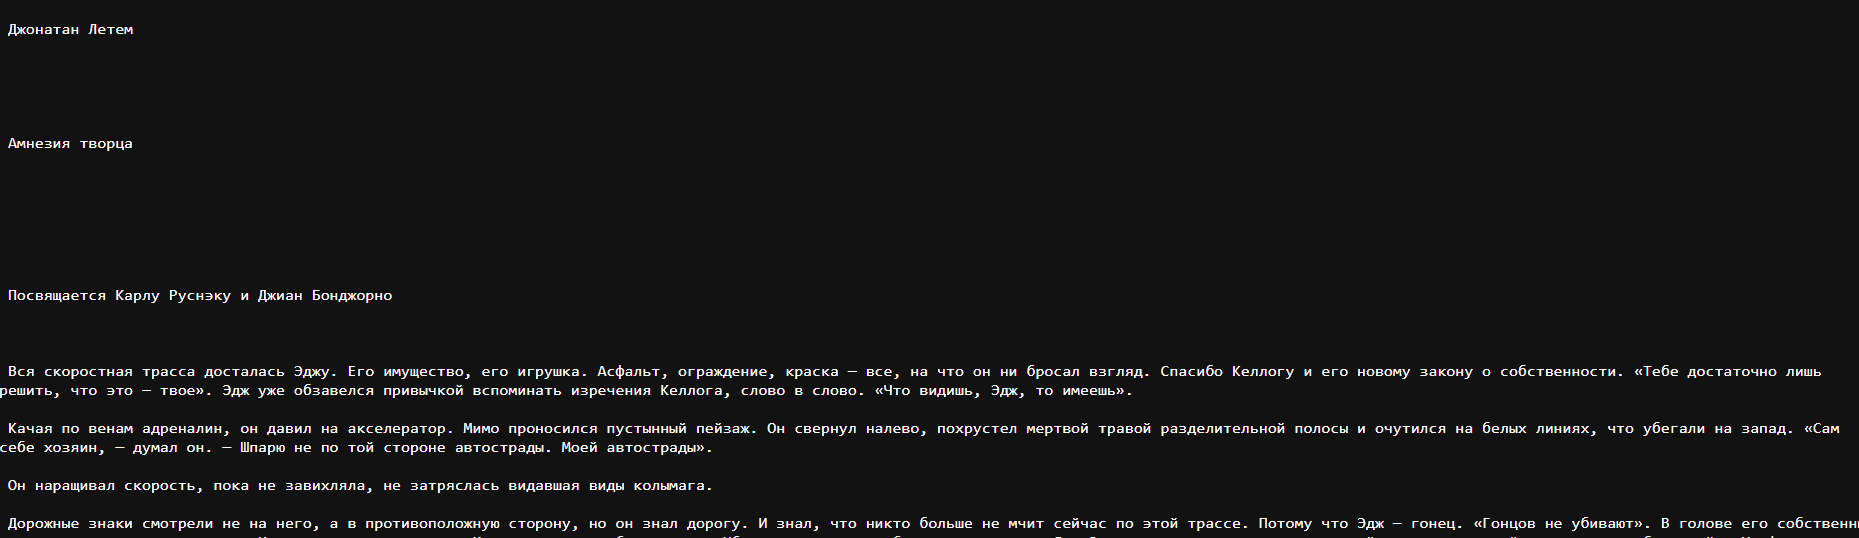 Джонатан Летем
Амнезия творца
Посвящается Карлу Руснэку и Джиан Бонджорно
Вся скоростная трасса досталась Эджу. Его имущество, его игрушка. Асфальт, ограждение, краска — все, на что он ни бросал взгляд. Спасибо Келлогу и его новому закону о собственности. «Тебе достаточно лишь
решить, что это — твое». Эдж уже обзавелся привычкой вспоминать изречения Келлога, слово в слово. «Что видишь, Эдж, то имеешь».
Качая по венам адреналин, он давил на акселератор. Мимо проносился пустынный пейзаж. Он свернул налево, похрустел мертвой травой разделительной полосы и очутился на белых линиях, что убегали на запад. «Сам
себе хозяин, — думал он. — Шпарю не по той стороне автострады. Моей автострады».
Он наращивал скорость, пока не завихляла, не затряслась видавшая виды колымага.
Дорожные знаки смотрели не на него, а в противоположную сторону, но он знал дорогу. И знал, что никто больше не мчит сейчас по этой трассе. Потому что Эдж — гонец. «Гонцов не убивают». В голове его собственн